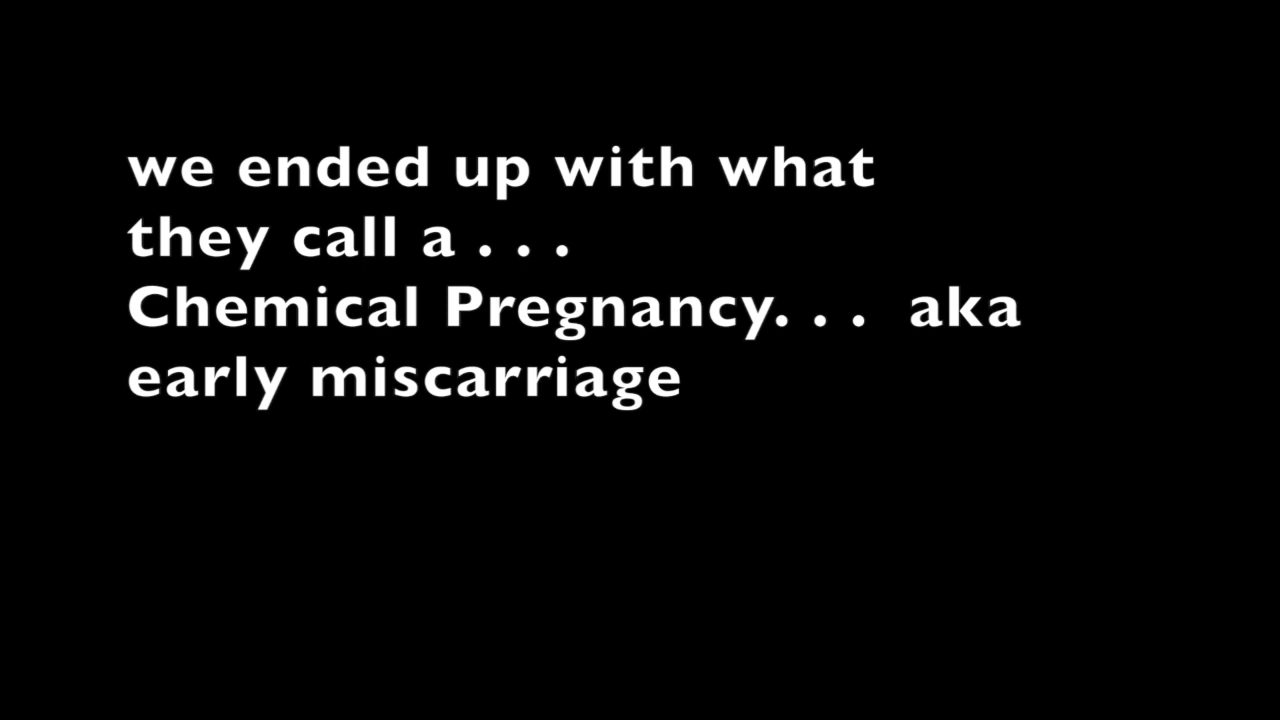 we ended up with what
they call a . . .
Chemical Pregnancy. . .  aka
early miscarriage